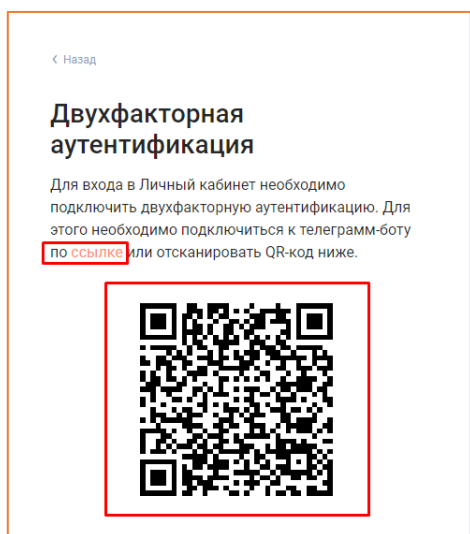 Назад
Двухфакторная
аутентификация
Для входа в Личный кабинет необходимо
подключить двухфакторную аутентификацию. Для
этого необходимо подключиться к телеграмм-боту
по ссылке или отсканировать QR-код ниже.